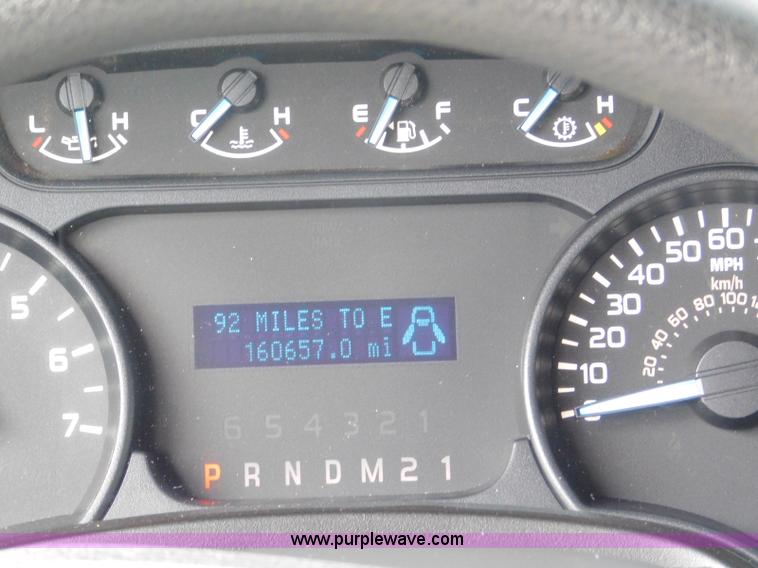 L H
C H
E F
C H
92 MILES TO E
160657.0 mi
6 5 4 3 2 1
P R N D M 2 1
5
6
7
60
50
40
30
20
10
0
MPH
km/h
100
80
60
40
20
www.purplewave.com